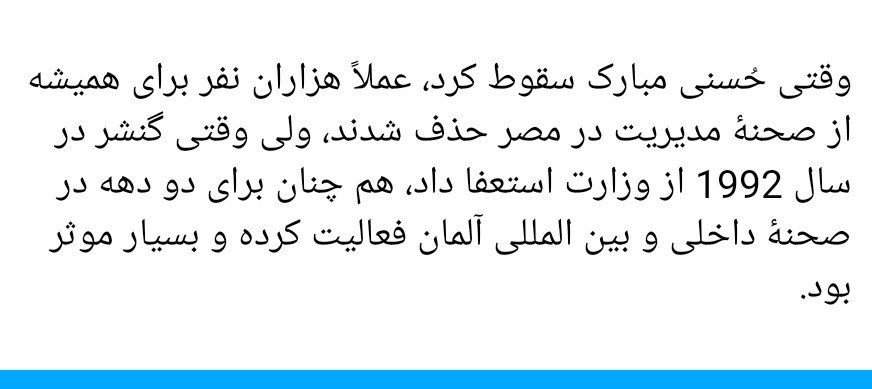 وقتی حُسنی مبارک سقوط کرد، عملاً هزاران نفر برای همیشه
از صحنهٔ مدیریت در مصر حذف شدند، ولی وقتی گنشر در
سال 1992 از وزارت استعفا داد، هم چنان برای دو دهه در
صحنهٔ داخلی و بین المللی آلمان فعالیت کرده و بسیار موثر
بود.